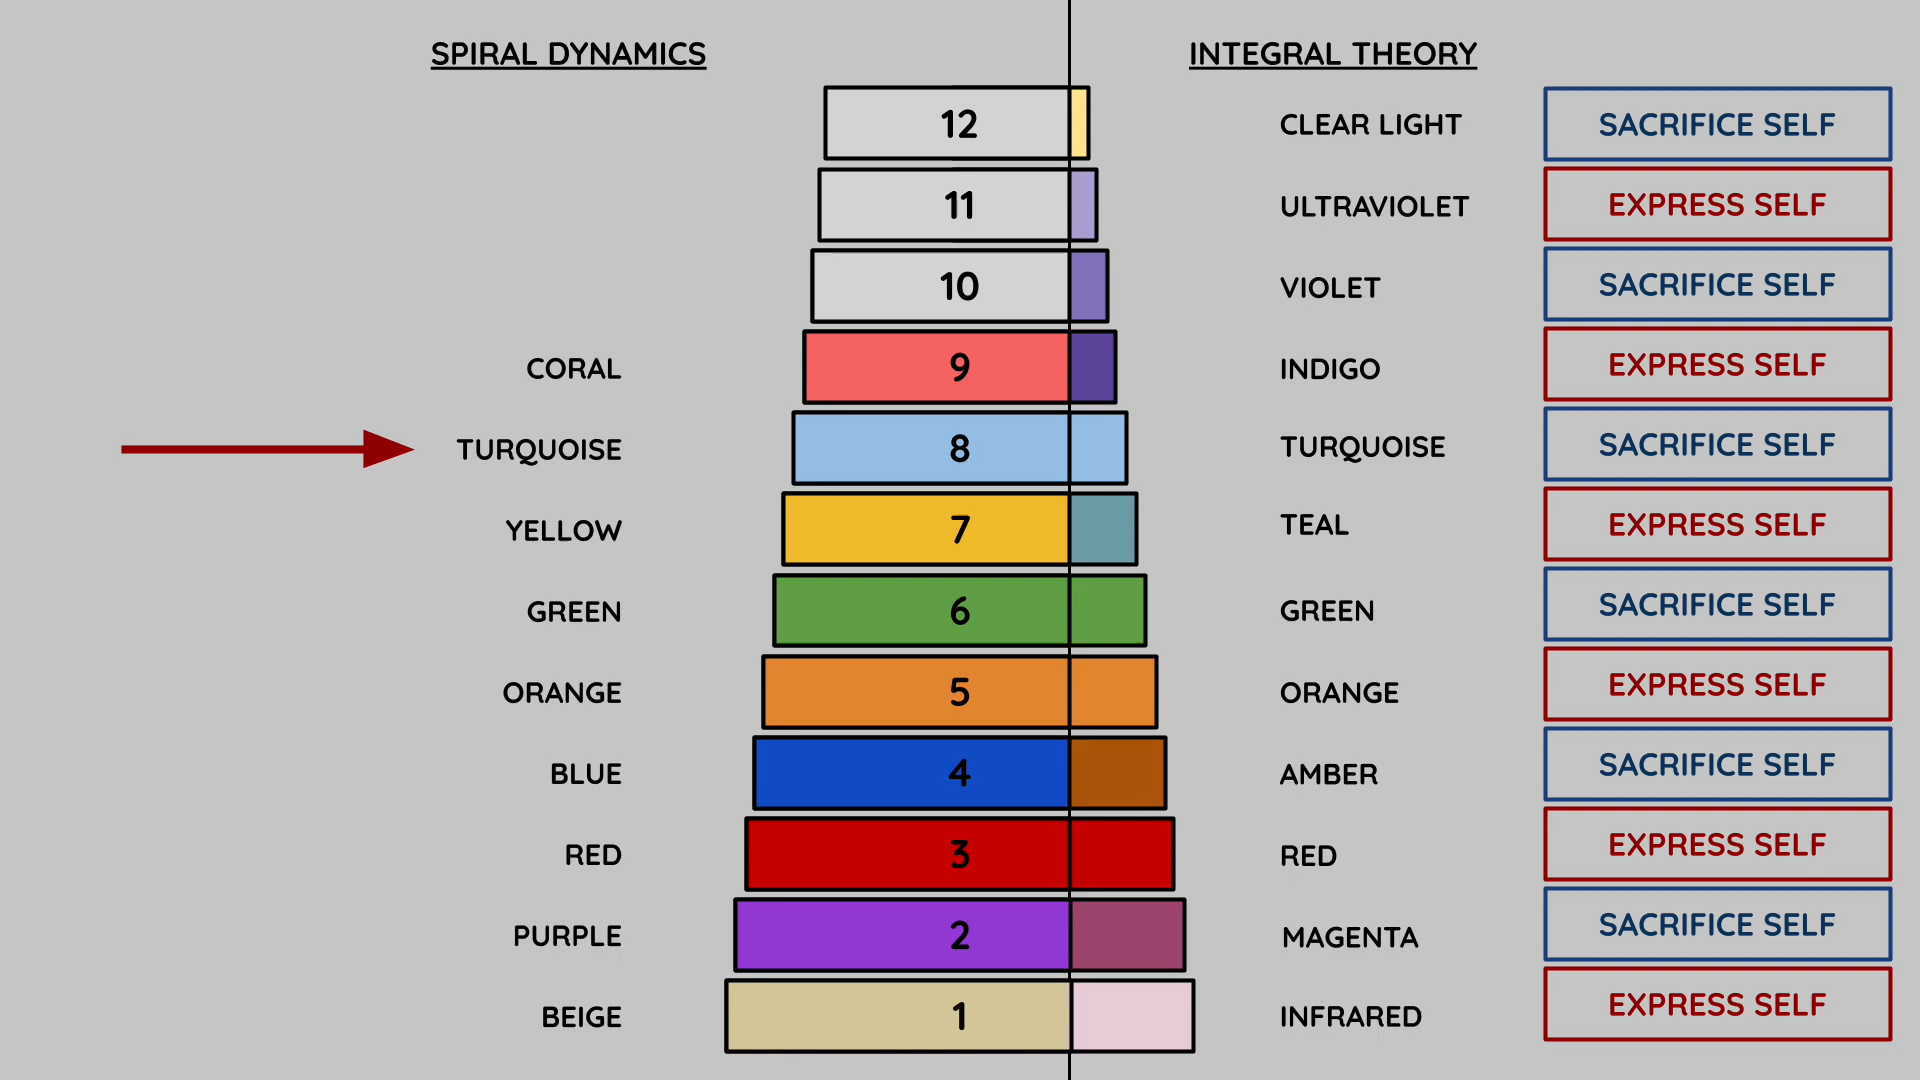 SPIRAL DYNAMICS INTEGRAL THEORY
12 CLEAR LIGHT SACRIFICE SELF
11 ULTRAVIOLET EXPRESS SELF
10 VIOLET SACRIFICE SELF
CORAL 9 INDIGO EXPRESS SELF
TURQUOISE 8 TURQUOISE SACRIFICE SELF
YELLOW 7 TEAL EXPRESS SELF
GREEN 6 GREEN SACRIFICE SELF
ORANGE 5 ORANGE EXPRESS SELF
BLUE 4 AMBER SACRIFICE SELF
RED 3 RED EXPRESS SELF
PURPLE 2 MAGENTA SACRIFICE SELF
BEIGE 1 INFRARED EXPRESS SELF